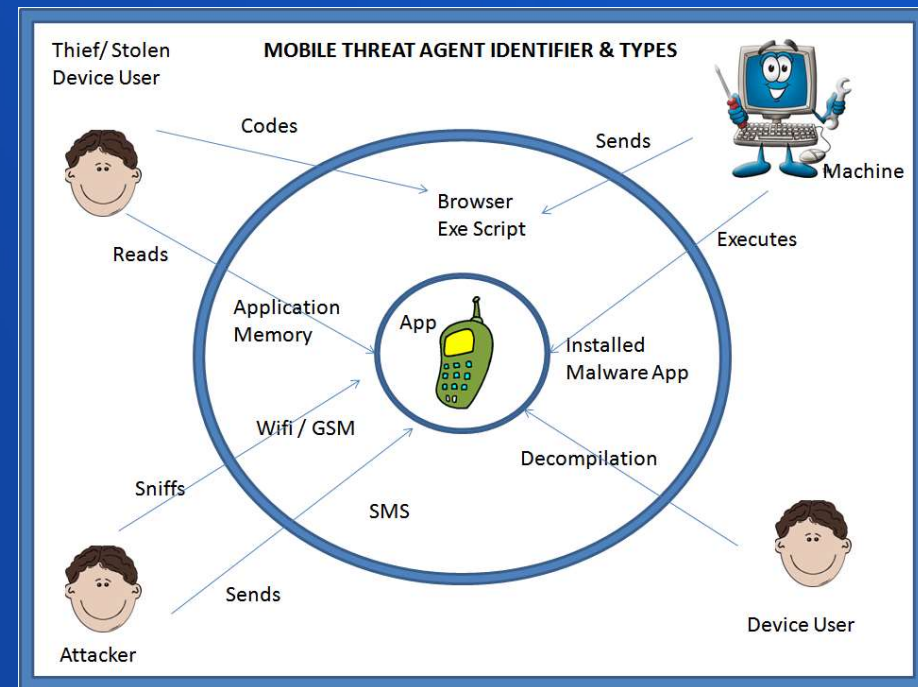 MOBILE THREAT AGENT IDENTIFIER & TYPES
Thief/ Stolen
Device User
Codes
Sends
Machine
Browser
Exe Script
Executes
Reads
Application
Memory
App
Installed
Malware App
Wifi / GSM
Decompilation
Sniffs
SMS
Sends
Device User
Attacker